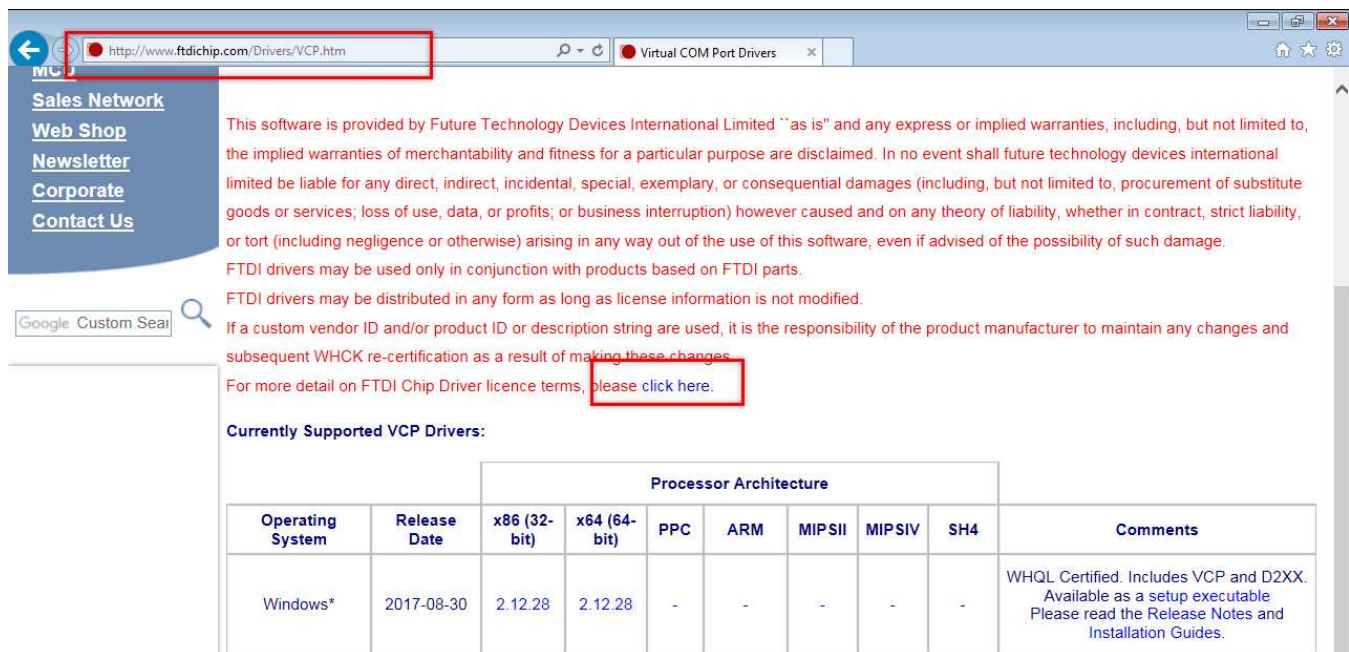 http://www.ftdichip.com/Drivers/VCP.htm
Virtual COM Port Drivers
MCU
Sales Network
Web Shop
Newsletter
Corporate
Contact Us
Google Custom Sear
This software is provided by Future Technology Devices International Limited ``as is'' and any express or implied warranties, including, but not limited to,
the implied warranties of merchantability and fitness for a particular purpose are disclaimed. In no event shall future technology devices international
limited be liable for any direct, indirect, incidental, special, exemplary, or consequential damages (including, but not limited to, procurement of substitute
goods or services; loss of use, data, or profits; or business interruption) however caused and on any theory of liability, whether in contract, strict liability,
or tort (including negligence or otherwise) arising in any way out of the use of this software, even if advised of the possibility of such damage.
FTDI drivers may be used only in conjunction with products based on FTDI parts.
FTDI drivers may be distributed in any form as long as license information is not modified.
If a custom vendor ID and/or product ID or description string are used, it is the responsibility of the product manufacturer to maintain any changes and
subsequent WHCK re-certification as a result of making these changes.
For more detail on FTDI Chip Driver licence terms, please click here.
Currently Supported VCP Drivers:
Processor Architecture
Operating System Release Date x86 (32-bit) x64 (64-bit) PPC ARM MIPSII MIPSIV SH4 Comments
Windows* 2017-08-30 2.12.28 2.12.28 - - - - -
WHQL Certified. Includes VCP and D2XX.
Available as a setup executable
Please read the Release Notes and
Installation Guides.